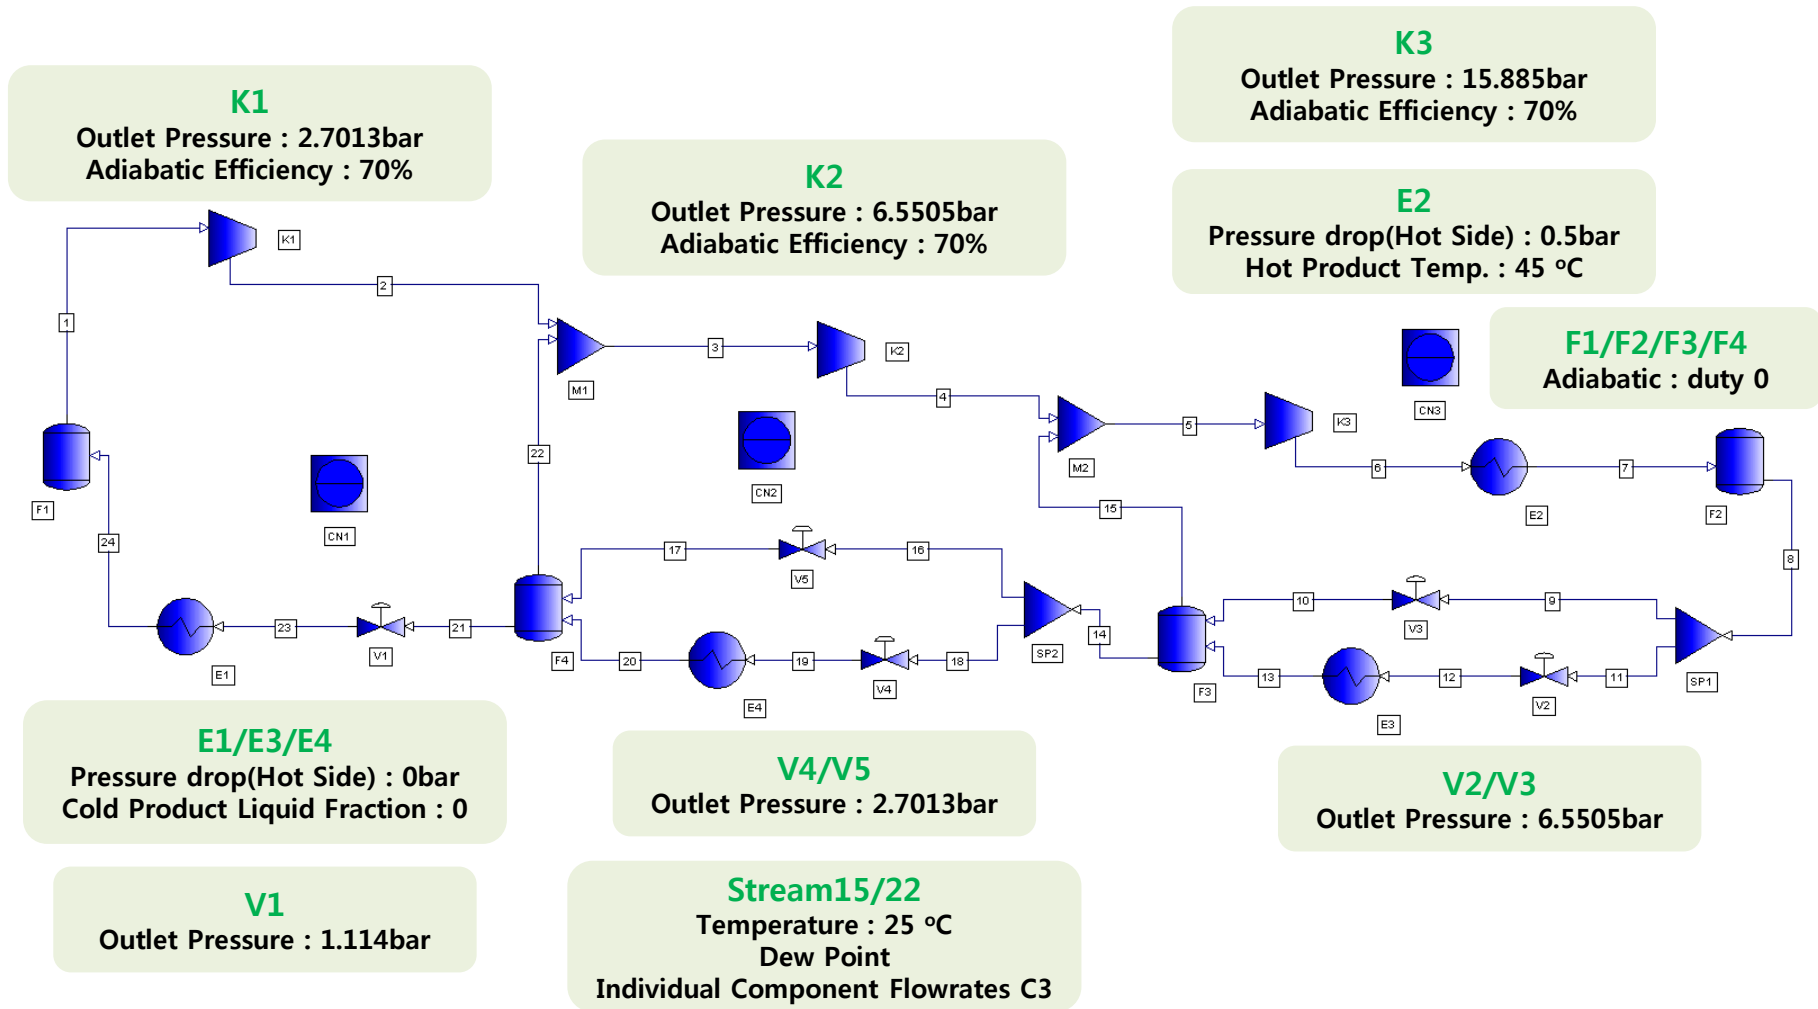 K3
Outlet Pressure : 15.885bar
Adiabatic Efficiency : 70%
K1
Outlet Pressure : 2.7013bar
Adiabatic Efficiency : 70%
K2
Outlet Pressure : 6.5505bar
Adiabatic Efficiency : 70%
E2
Pressure drop(Hot Side) : 0.5bar
Hot Product Temp. : 45 ºC
F1/F2/F3/F4
Adiabatic : duty 0
K1
2
1
M1
3
K2
4
CN3
K3
5
M2
6
E2
7
F2
F1
CN1
22
CN2
15
8
24
17
V5
16
10
V3
9
E1
23
V1
21
F4
20
E4
19
V4
18
SP2
14
F3
13
E3
12
V2
11
SP1
E1/E3/E4
Pressure drop(Hot Side) : 0bar
Cold Product Liquid Fraction : 0
V4/V5
Outlet Pressure : 2.7013bar
V2/V3
Outlet Pressure : 6.5505bar
V1
Outlet Pressure : 1.114bar
Stream15/22
Temperature : 25 ºC
Dew Point
Individual Component Flowrates C3